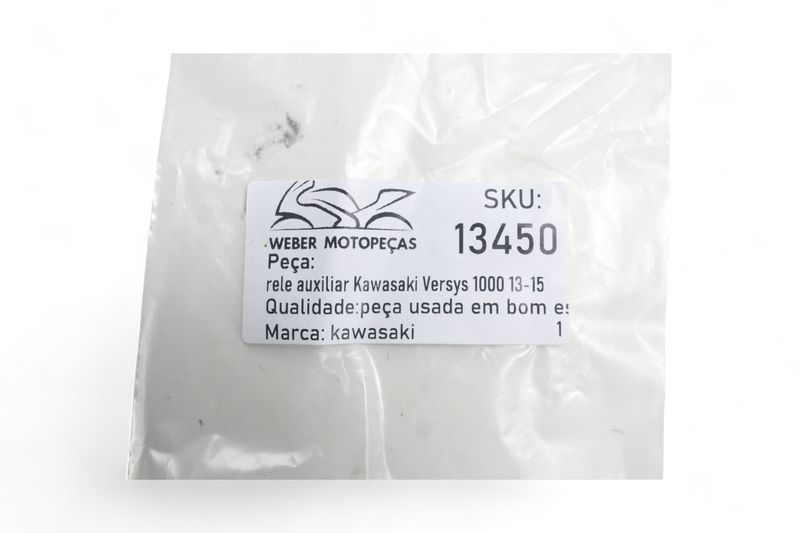 SKU:
13450
WEBER MOTOPEÇAS
Peça:
rele auxiliar Kawasaki Versys 1000 13-15
Qualidade:peça usada em bom es
Marca: kawasaki 1